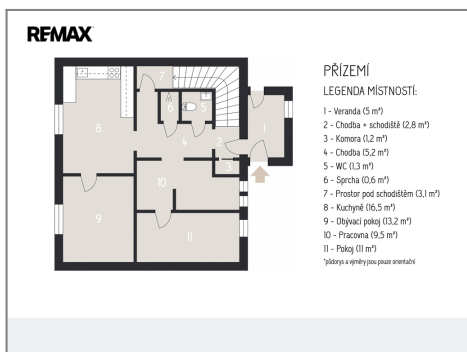 RE/MAX
PŘÍZEMÍ
LEGENDA MÍSTNOSTÍ:
1 - Veranda (5 m²)
2 - Chodba + schodiště (2,8 m²)
3 - Komora (1,2 m²)
4 - Chodba (5,2 m²)
5 - WC (1,3 m²)
6 - Sprcha (0,6 m²)
7 - Prostor pod schodištěm (3,1 m²)
8 - Kuchyně (16,5 m²)
9 - Obývací pokoj (13,2 m²)
10 - Pracovna (9,5 m²)
11 - Pokoj (11 m²)
*půdorys a výměry jsou pouze orientační
7
6
5
8
4
2
1
3
10
9
11